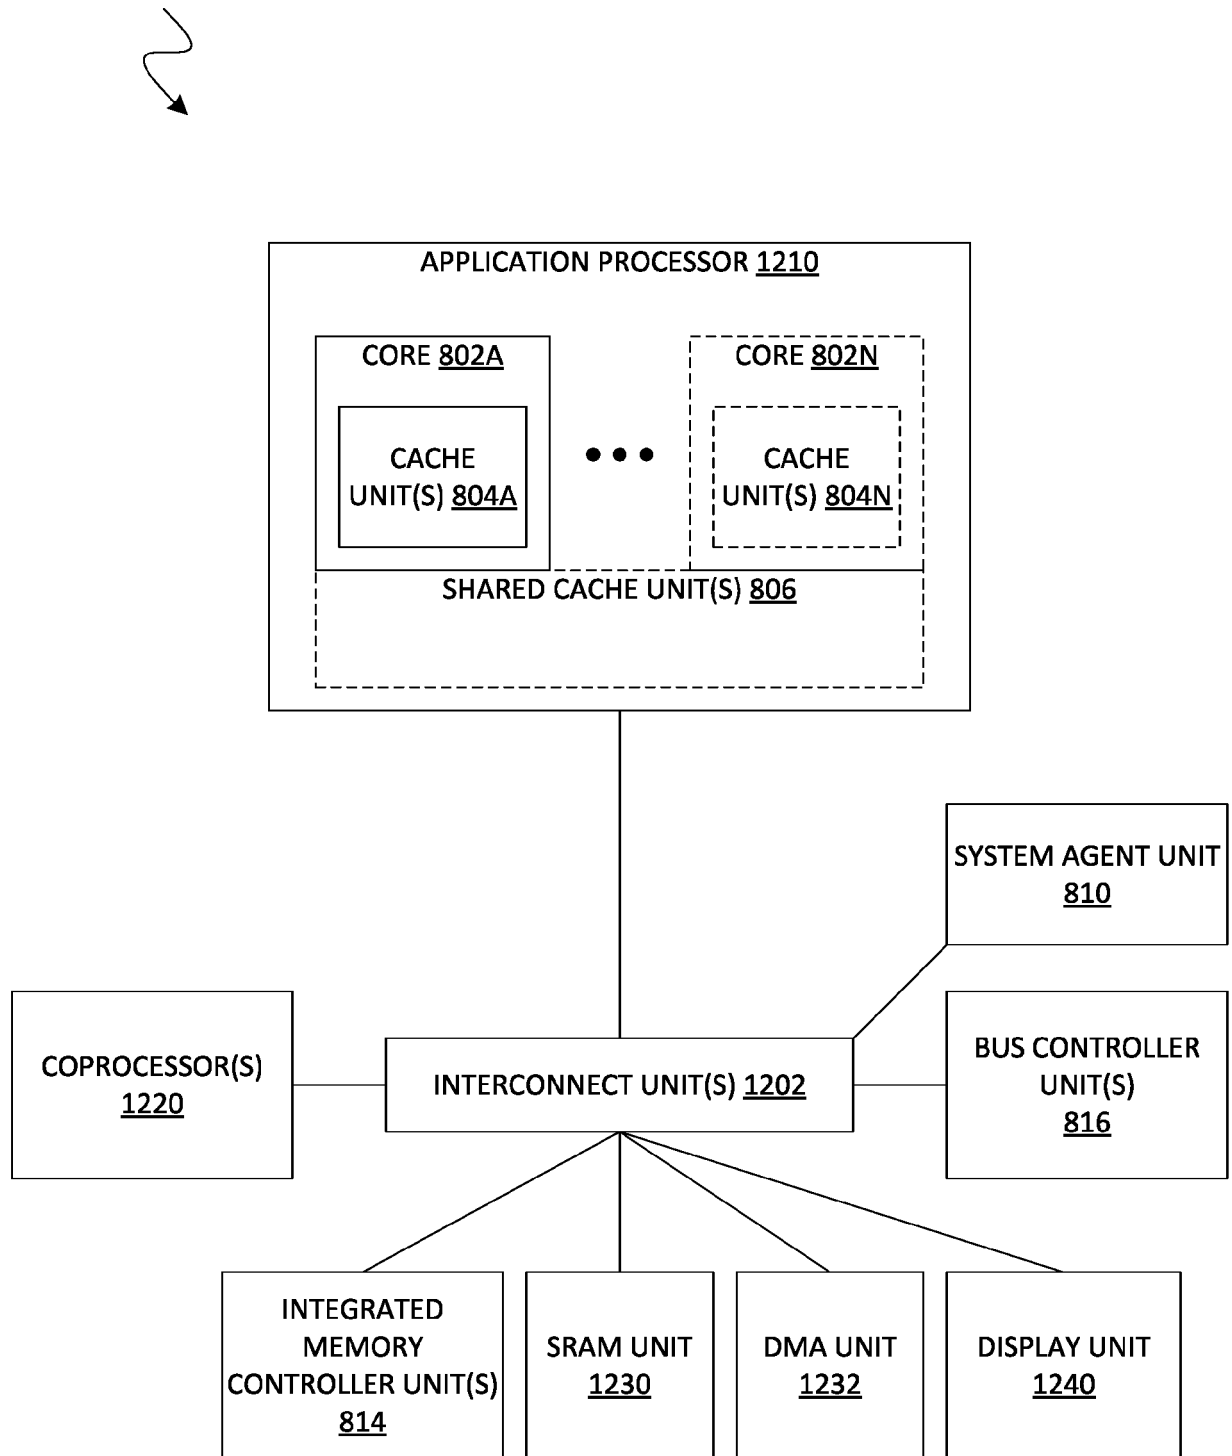 APPLICATION PROCESSOR 1210
CORE 802A
CORE 802N
CACHE
UNIT(S) 804A
CACHE
UNIT(S) 804N
SHARED CACHE UNIT(S) 806
SYSTEM AGENT UNIT
810
COPROCESSOR(S)
1220
INTERCONNECT UNIT(S) 1202
BUS CONTROLLER
UNIT(S)
816
INTEGRATED
MEMORY
CONTROLLER UNIT(S)
814
SRAM UNIT
1230
DMA UNIT
1232
DISPLAY UNIT
1240